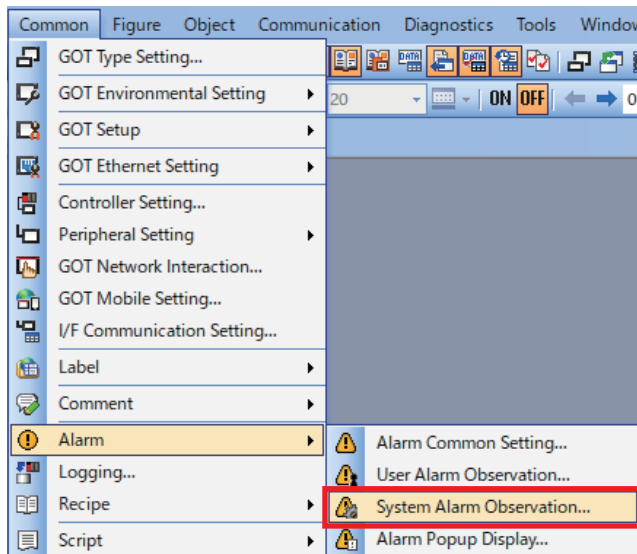 Common Figure Object Communication Diagnostics Tools Window
GOT Type Setting...
GOT Environmental Setting
20 ON OFF 0
GOT Setup
GOT Ethernet Setting
Controller Setting...
Peripheral Setting
GOT Network Interaction...
GOT Mobile Setting...
I/F Communication Setting...
Label
Comment
Alarm
Alarm Common Setting...
Logging...
User Alarm Observation...
Recipe
System Alarm Observation...
Script
Alarm Popup Display...